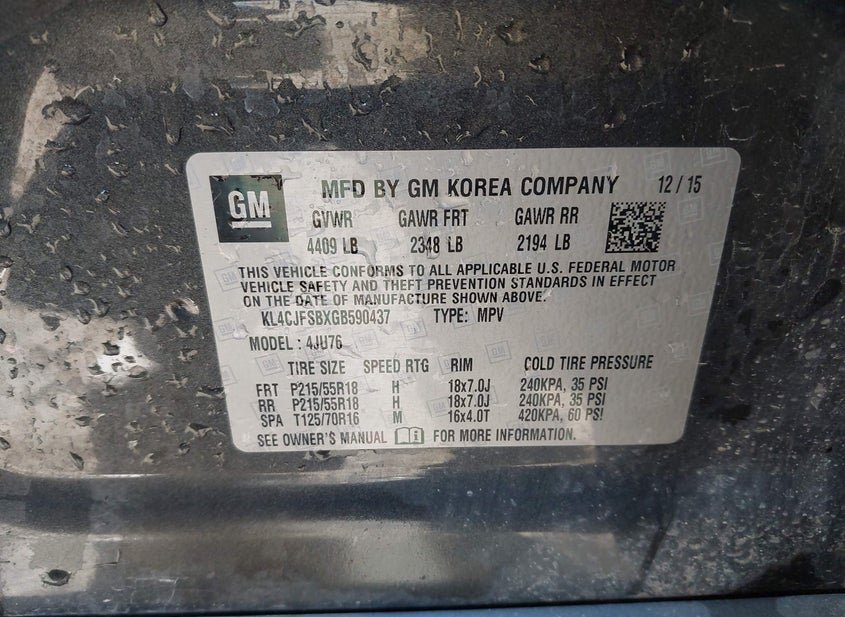 GM MFD BY GM KOREA COMPANY 12 / 15
GVWR GAWR FRT GAWR RR
4409 LB 2348 LB 2194 LB
THIS VEHICLE CONFORMS TO ALL APPLICABLE U.S. FEDERAL MOTOR
VEHICLE SAFETY AND THEFT PREVENTION STANDARDS IN EFFECT
ON THE DATE OF MANUFACTURE SHOWN ABOVE.
KL4CJFSBXGB590437 TYPE: MPV
MODEL : 4JU76
TIRE SIZE SPEED RTG RIM COLD TIRE PRESSURE
FRT P215/55R18 H 18x7.0J 240KPA, 35 PSI
RR P215/55R18 H 18x7.0J 240KPA, 35 PSI
SPA T125/70R16 M 16x4.0T 420KPA, 60 PSI
SEE OWNER'S MANUAL FOR MORE INFORMATION.